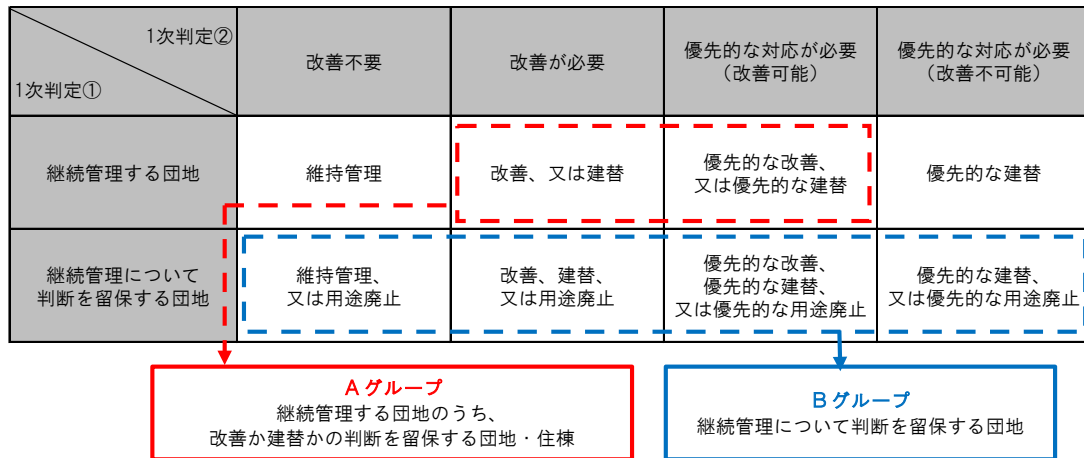 1次判定②
1次判定①
改善不要
改善が必要
優先的な対応が必要
（改善可能）
優先的な対応が必要
（改善不可能）
継続管理する団地
維持管理
改善、又は建替
優先的な改善、
又は優先的な建替
優先的な建替
継続管理について
判断を留保する団地
維持管理、
又は用途廃止
改善、建替、
又は用途廃止
優先的な改善、
優先的な建替、
又は優先的な用途廃止
優先的な建替、
又は優先的な用途廃止
Aグループ
継続管理する団地のうち、
改善か建替かの判断を留保する団地・住棟
Bグループ
継続管理について判断を留保する団地